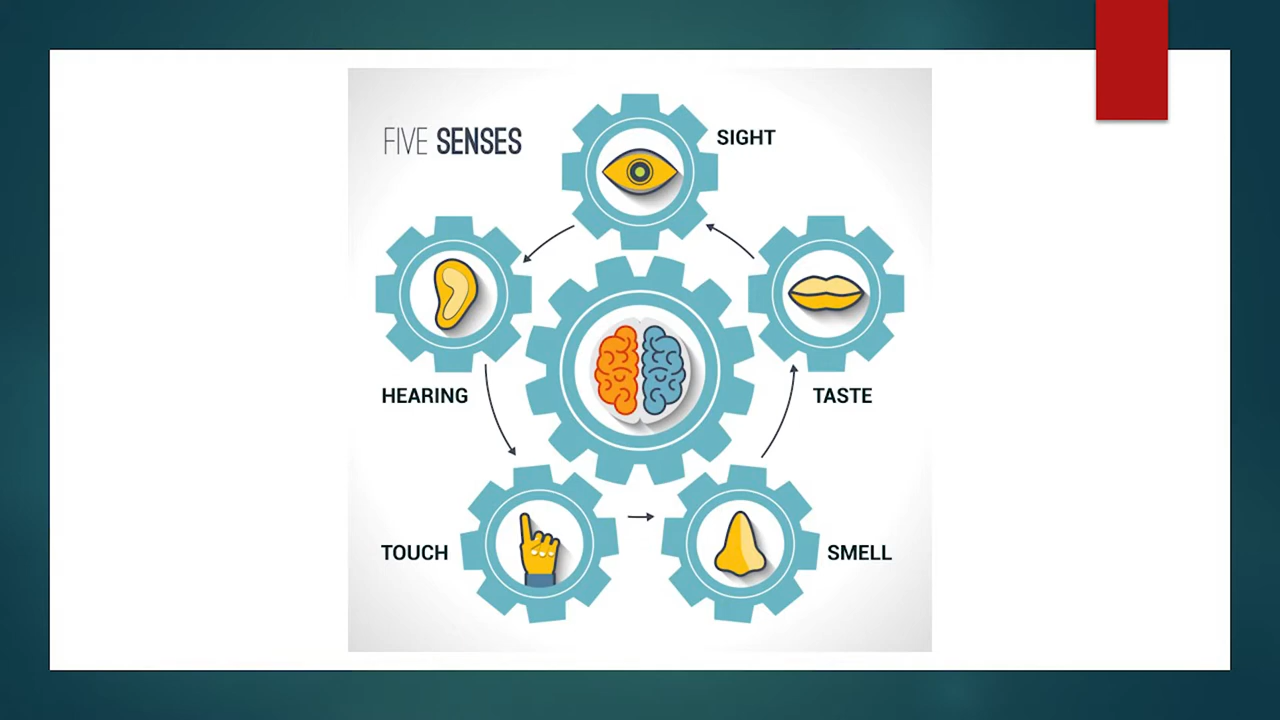 FIVE SENSES
SIGHT
HEARING
TASTE
TOUCH
SMELL